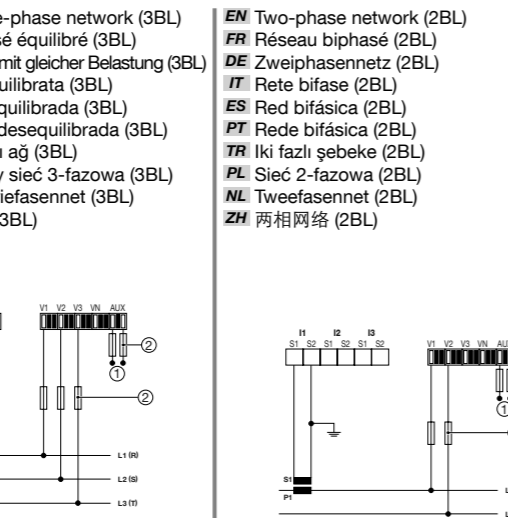 -phase network (3BL)
sé équilibré (3BL)
mit gleicher Belastung (3BL)
uilibrata (3BL)
quilibrada (3BL)
desequilibrada (3BL)
ağ (3BL)
sieć 3-fazowa (3BL)
iefasennet (3BL)
3BL)
EN Two-phase network (2BL)
FR Réseau biphasé (2BL)
DE Zweiphasennetz (2BL)
IT Rete bifase (2BL)
ES Red bifásica (2BL)
PT Rede bifásica (2BL)
TR Iki fazlı şebeke (2BL)
PL Sieć 2-fazowa (2BL)
NL Tweefasennet (2BL)
ZH 两相网络 (2BL)
V1 V2 V3 VN AUX
2
1
2
L1 (R)
L2 (S)
L3 (T)
I1 I2 I3
S1 S2 S1 S2 S1 S2
V1 V2 V3 VN AU
1
S1
P1
L
L